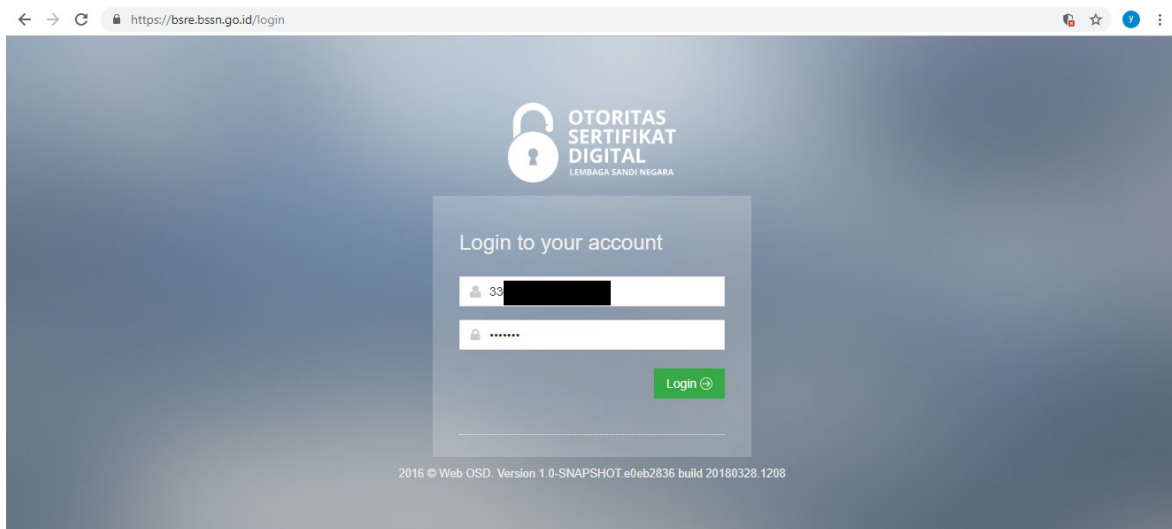 https://bsre.bssn.go.id/login
y
OTORITAS
SERTIFIKAT
DIGITAL
LEMBAGA SANDI NEGARA
Login to your account
33
•••••••
Login
2016 © Web OSD. Version 1.0-SNAPSHOT.e0eb2836 build 20180328.1208